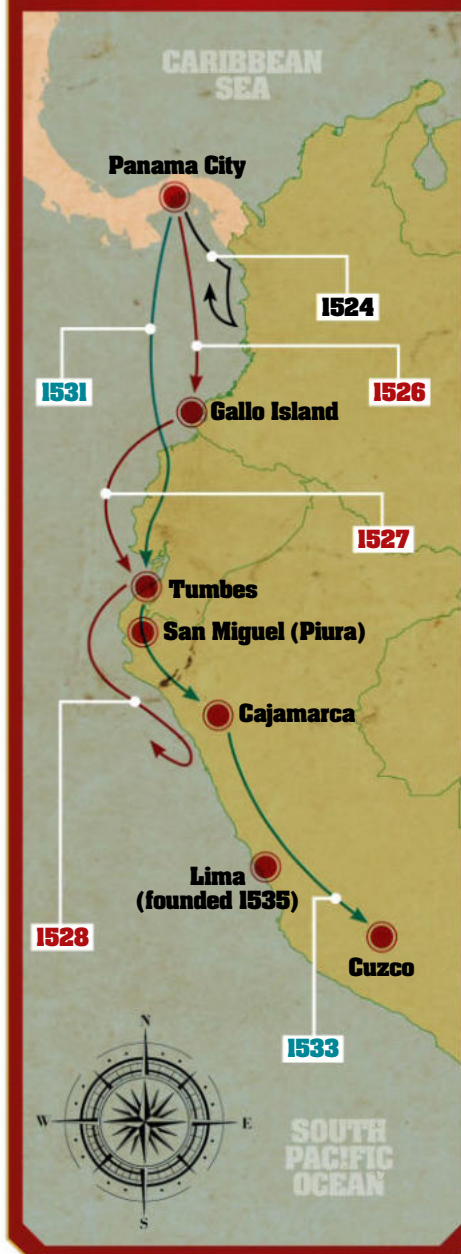 CARIBBEAN
SEA
Panama City
1524
1531
1526
Gallo Island
1527
Tumbes
San Miguel (Piura)
Cajamarca
Lima
(founded 1535)
1528
Cuzco
1533
N
W
E
S
SOUTH
PACIFIC
OCEAN